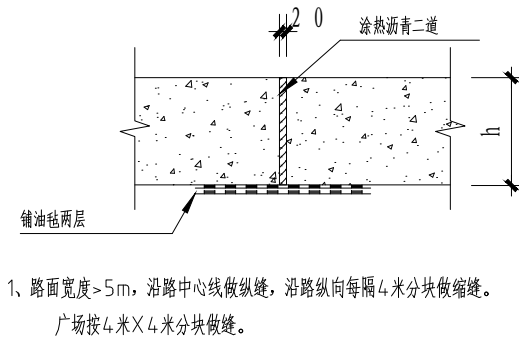 20
涂热沥青二道
h
铺油毡两层
1、路面宽度>5m，沿路中心线做纵缝，沿路纵向每隔4米分块做缩缝。
广场按4米X4米分块做缝。